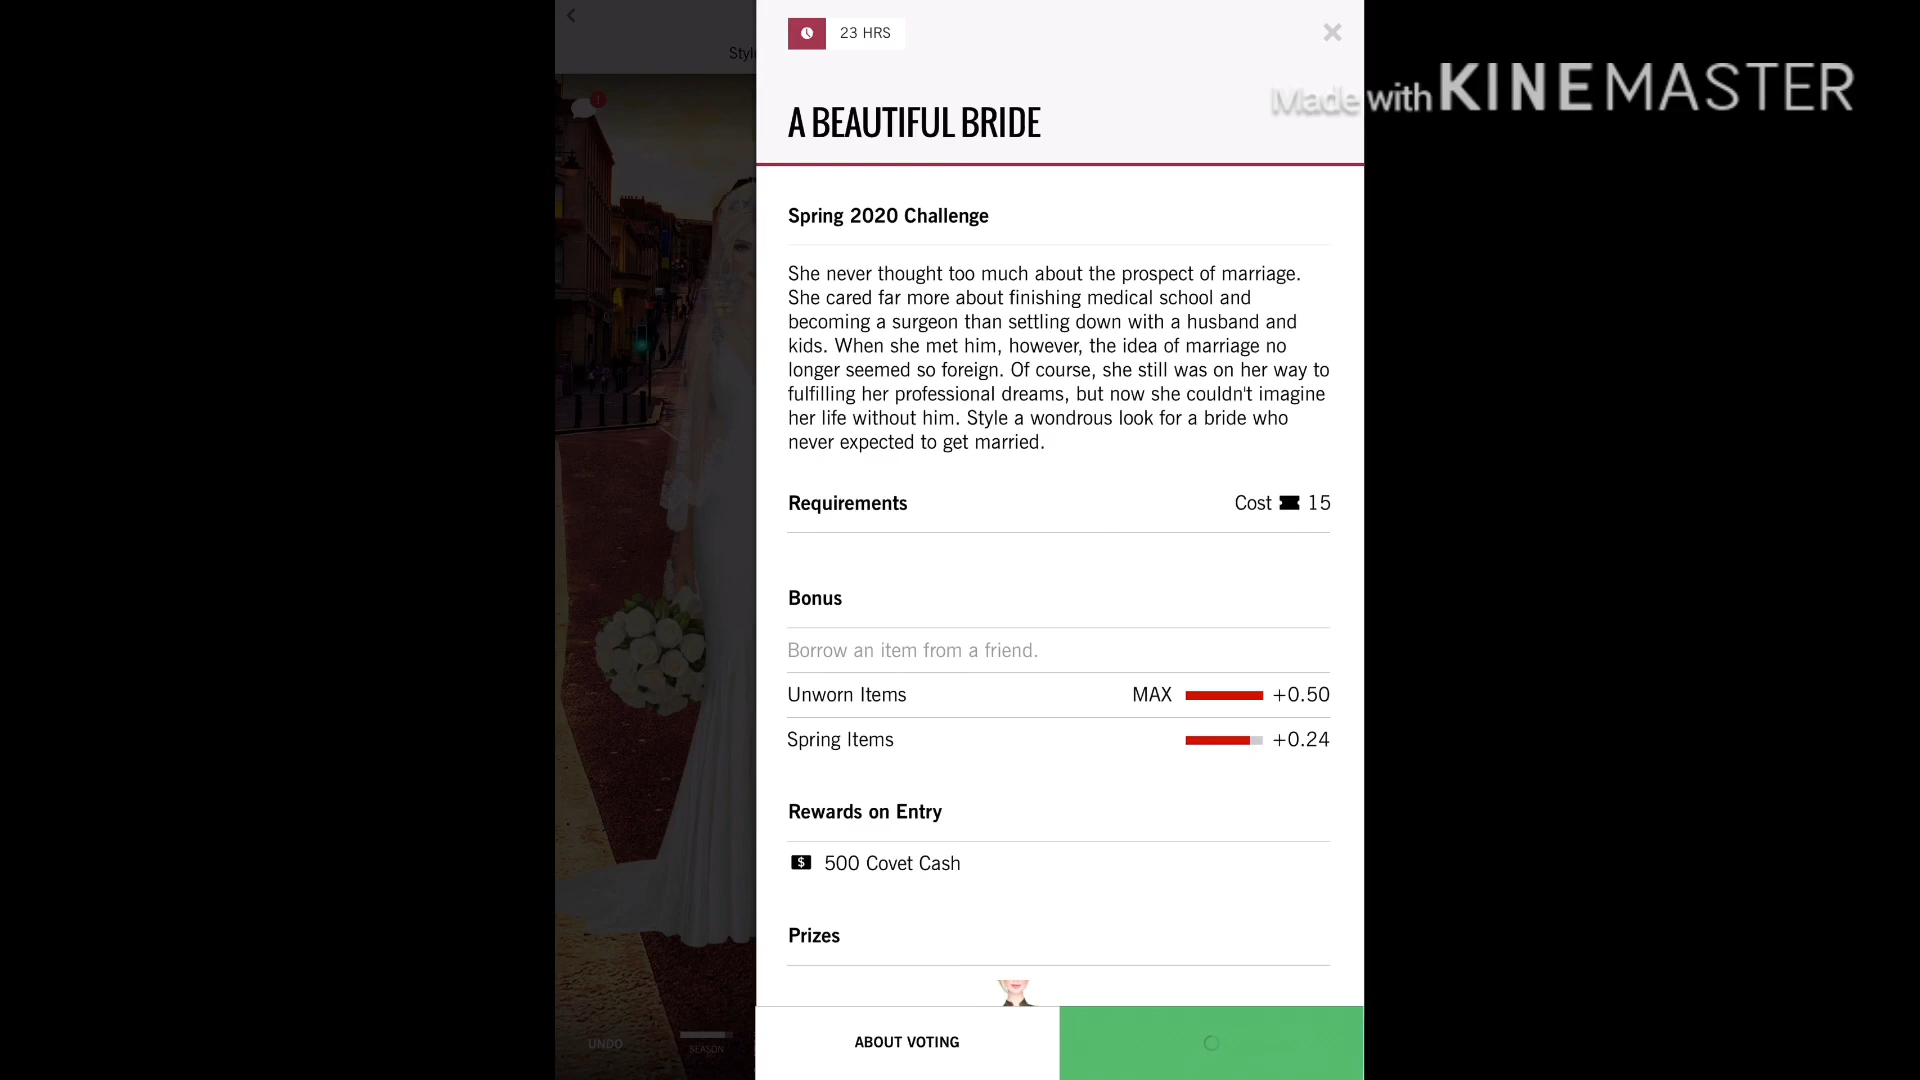 23 HRS
Made with KINEMASTER
A BEAUTIFUL BRIDE
Spring 2020 Challenge
She never thought too much about the prospect of marriage.
She cared far more about finishing medical school and
becoming a surgeon than settling down with a husband and
kids. When she met him, however, the idea of marriage no
longer seemed so foreign. Of course, she still was on her way to
fulfilling her professional dreams, but now she couldn't imagine
her life without him. Style a wondrous look for a bride who
never expected to get married.
Requirements Cost 15
Bonus
Borrow an item from a friend.
Unworn Items MAX +0.50
Spring Items +0.24
Rewards on Entry
$ 500 Covet Cash
Prizes
UNDO
SEASON
ABOUT VOTING